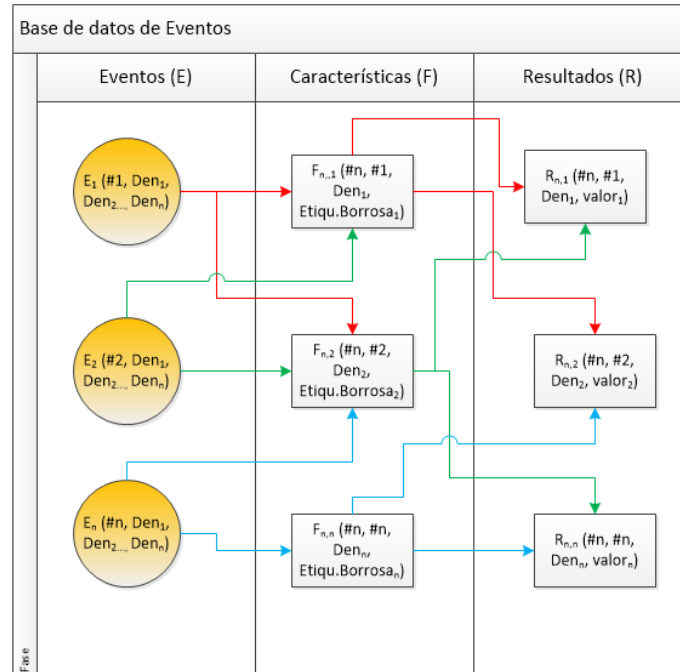 Base de datos de Eventos
Eventos (E)
Características (F)
Resultados (R)
E₁ (#1, Den₁,
Den₂..., Denₙ)
Fₙ,,₁ (#n, #1,
Den₁,
Etiqu.Borrosa₁)
Rₙ,₁ (#n, #1,
Den₁, valor₁)
E₂ (#2, Den₁,
Den₂..., Denₙ)
Fₙ,₂ (#n, #2,
Den₂,
Etiqu.Borrosa₂)
Rₙ,₂ (#n, #2,
Den₂, valor₂)
Eₙ (#n, Den₁,
Den₂..., Denₙ)
Fₙ,ₙ (#n, #n,
Denₙ,
Etiqu.Borrosaₙ)
Rₙ,ₙ (#n, #n,
Denₙ, valorₙ)
Fase